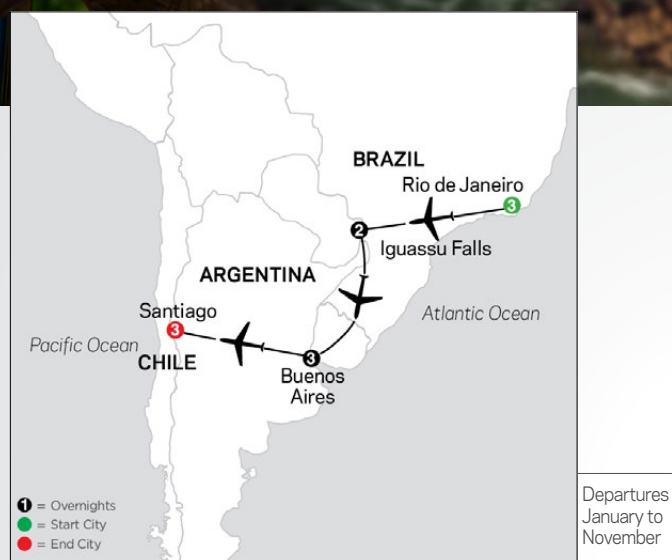 BRAZIL
Rio de Janeiro
3
2
Iguassu Falls
ARGENTINA
Santiago
Atlantic Ocean
3
Pacific Ocean
CHILE
3
Buenos
Aires
1 = Overnights
= Start City
= End City
Departures
January to
November